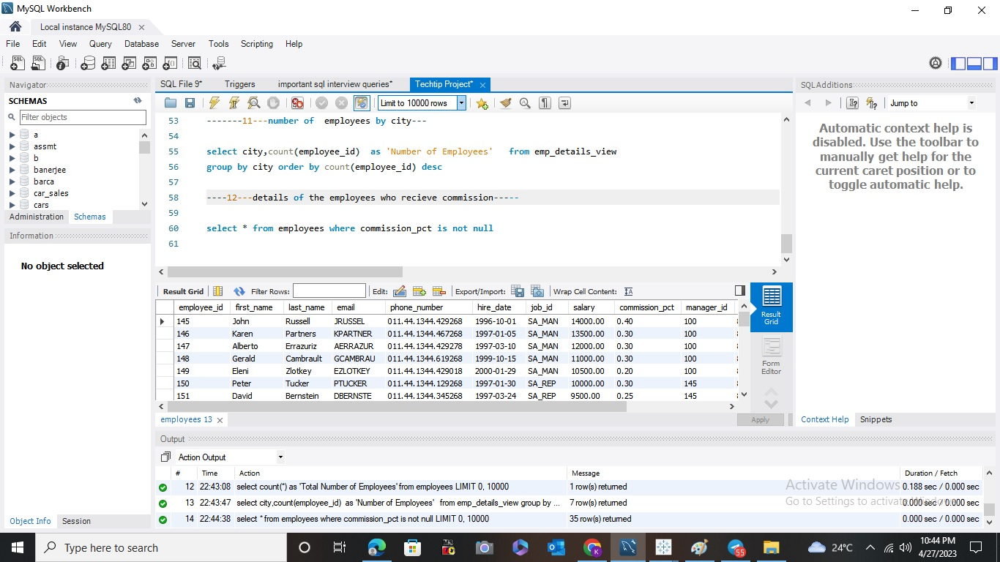 MySQL Workbench
Local instance MySQL80
File Edit View Query Database Server Tools Scripting Help
Navigator
SCHEMAS
Filter objects
a
assmt
b
banerjee
barca
car_sales
cars
Administration Schemas
Information
No object selected
Object Info Session
SQL File 9* Triggers important sql interview queries* Techtip Project*
Limit to 10000 rows
53 -------11---number of  employees by city---
54
55 select city,count(employee_id)  as 'Number of Employees'   from emp_details_view
56 group by city order by count(employee_id) desc
57
58 ----12---details of the employees who recieve commission-----
59
60 select * from employees where commission_pct is not null
61
Result Grid Filter Rows: Edit: Export/Import: Wrap Cell Content:
employee_id first_name last_name email phone_number hire_date job_id salary commission_pct manager_id
145 John Russell JRUSSEL 011.44.1344.429268 1996-10-01 SA_MAN 14000.00 0.40 100
146 Karen Partners KPARTNER 011.44.1344.467268 1997-01-05 SA_MAN 13500.00 0.30 100
147 Alberto Errazuriz AERRAZUR 011.44.1344.429278 1997-03-10 SA_MAN 12000.00 0.30 100
148 Gerald Cambrault GCAMBRAU 011.44.1344.619268 1999-10-15 SA_MAN 11000.00 0.30 100
149 Eleni Zlotkey EZLOTKEY 011.44.1344.429018 2000-01-29 SA_MAN 10500.00 0.20 100
150 Peter Tucker PTUCKER 011.44.1344.129268 1997-01-30 SA_REP 10000.00 0.30 145
151 David Bernstein DBERNSTE 011.44.1344.345268 1997-03-24 SA_REP 9500.00 0.25 145
Result
Grid
Form
Editor
employees 13
Apply
SQLAdditions
Jump to
Automatic context help is
disabled. Use the toolbar to
manually get help for the
current caret position or to
toggle automatic help.
Context Help Snippets
Output
Action Output
# Time Action Message Duration / Fetch
12 22:43:08 select count(*) as 'Total Number of Employees' from employees LIMIT 0, 10000 1 row(s) returned 0.188 sec / 0.000 sec
13 22:43:47 select city,count(employee_id)  as 'Number of Employees'   from emp_details_view group by ... 7 row(s) returned 0.000 sec / 0.000 sec
14 22:44:38 select * from employees where commission_pct is not null LIMIT 0, 10000 35 row(s) returned 0.000 sec / 0.000 sec
Activate Windows
Go to Settings to activate Windows.
Type here to search
55
24°C
10:44 PM
4/27/2023